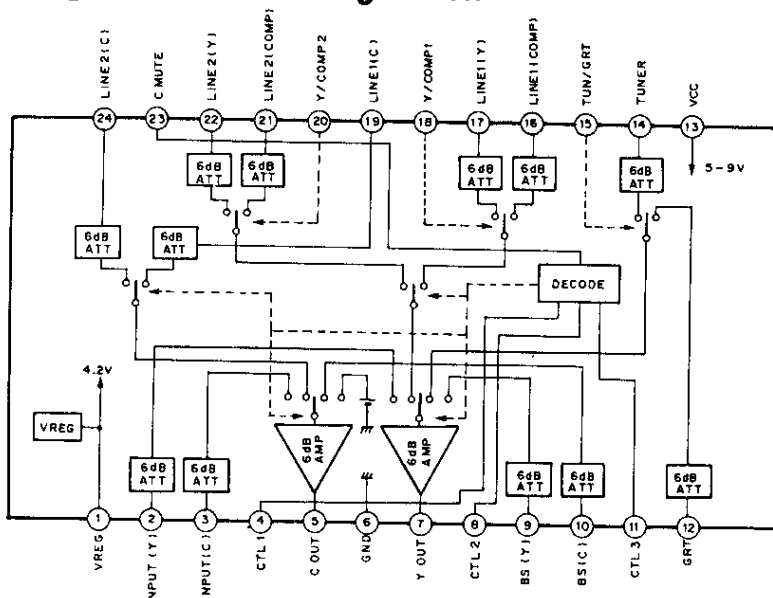 LINE2(C)
C MUTE
LINE2(Y)
LINE2(COMP)
Y/COMP2
LINE1(C)
Y/COMP1
LINE1(Y)
LINE1(COMP)
TUN/GRT
TUNER
VCC
24
23
22
21
20
19
18
17
16
15
14
13
6dB
ATT
6dB
ATT
6dB
ATT
6dB
ATT
6dB
ATT
5-9V
6dB
ATT
6dB
ATT
DECODE
4.2V
VREG
6dB
ATT
6dB
ATT
6dB
AMP
6dB
AMP
6dB
ATT
6dB
ATT
6dB
ATT
1
2
3
4
5
6
7
8
9
10
11
12
VREG
NPUT(Y)
NPUT(C)
CTL1
C OUT
GND
Y OUT
CTL2
BS(Y)
BS(C)
CTL3
GRT